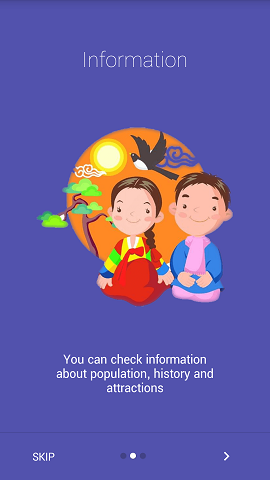 Information
You can check information
about population, history and
attractions
SKIP